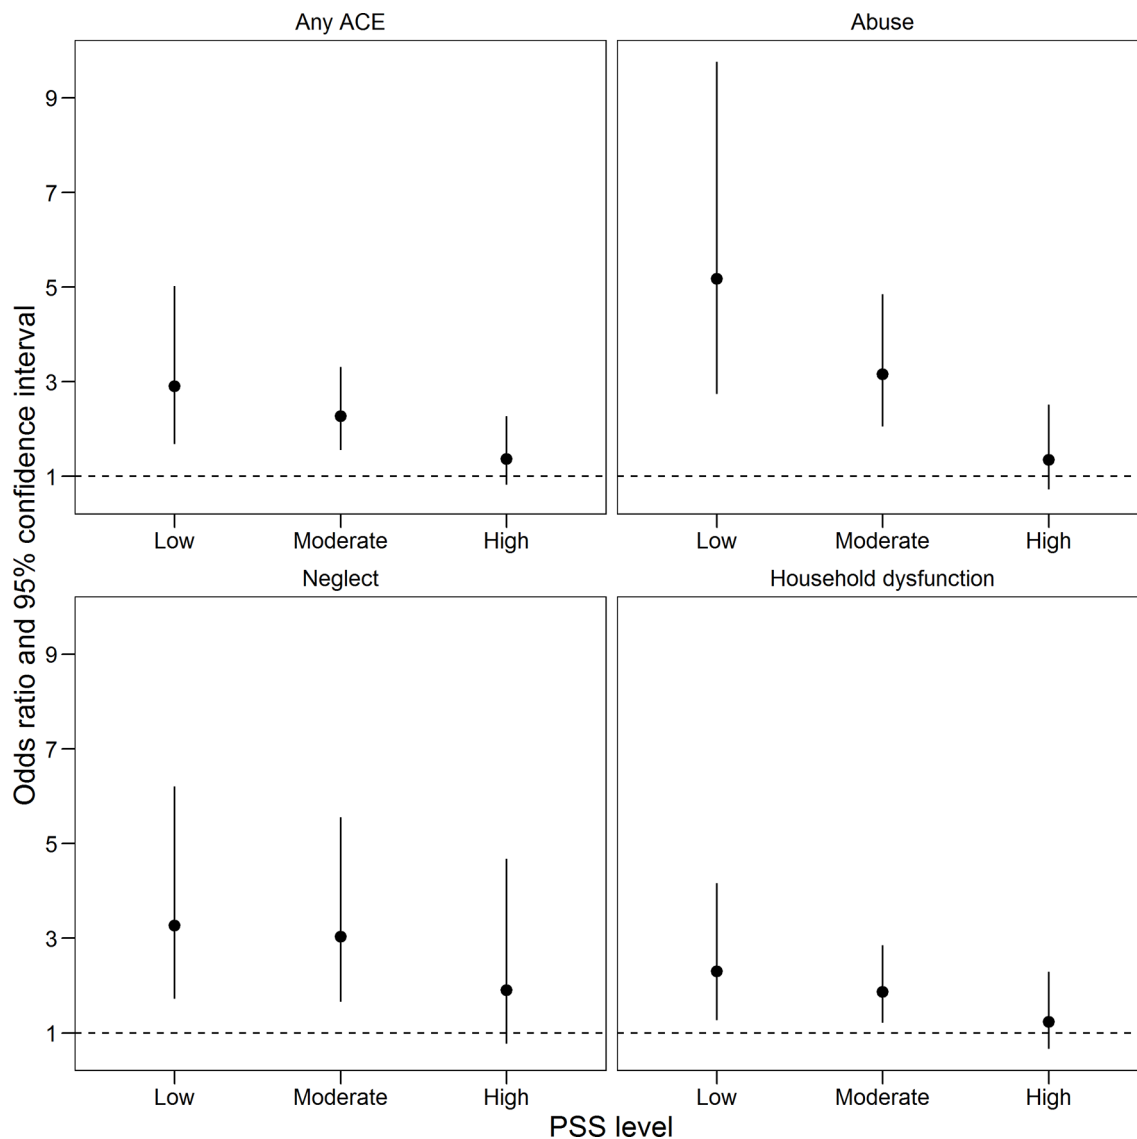 Any ACE
Abuse
Odds ratio and 95% confidence interval
9
7
5
3
1
Low Moderate High
Low Moderate High
Neglect
Household dysfunction
9
7
5
3
1
Low Moderate High
Low Moderate High
PSS level